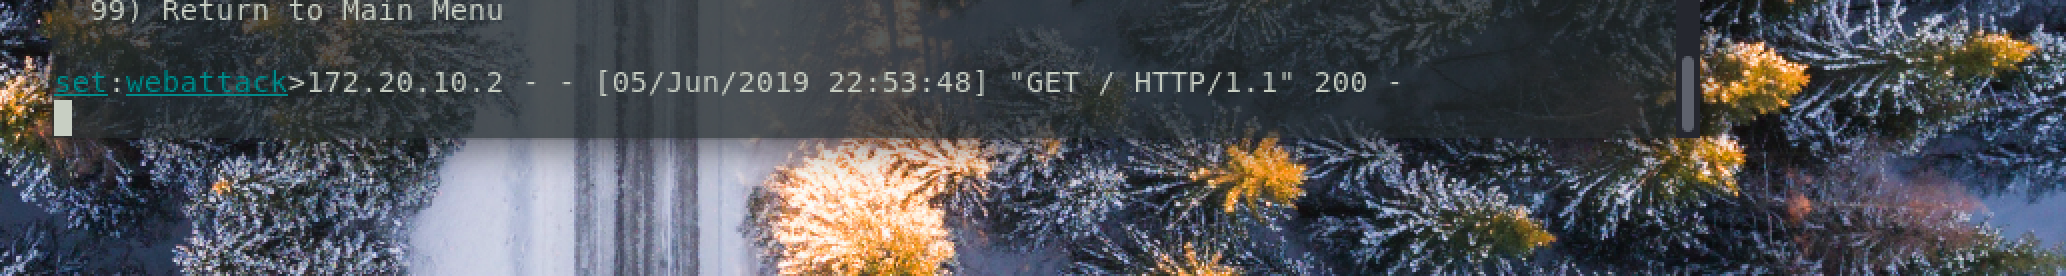 99) Return to Main Menu
set:webattack>172.20.10.2 - - [05/Jun/2019 22:53:48] "GET / HTTP/1.1" 200 -